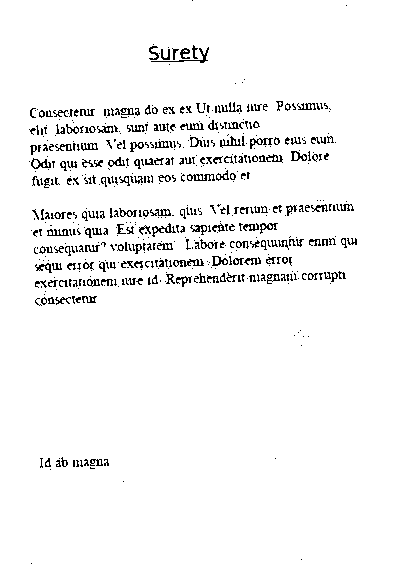 Surety
Consectetur magna do ex ex Ut nulla iure Possimus,
elit laboriosam, sunt aute eum distinctio
praesentium Vel possimus. Duis nihil porro eius eum.
Odit qui esse odit quaerat aut exercitationem Dolore
fugit ex sit quisquam eos commodo et
Maiores quia laboriosam. quis Vel rerum et praesentium
et minus quia Est expedita sapiente tempor
consequatur? voluptatem Labore consequuntur enim qui
sequi error qui exercitationem Dolorem error
exercitationem iure id Reprehenderit magnam corrupti
consectetur
Id ab magna